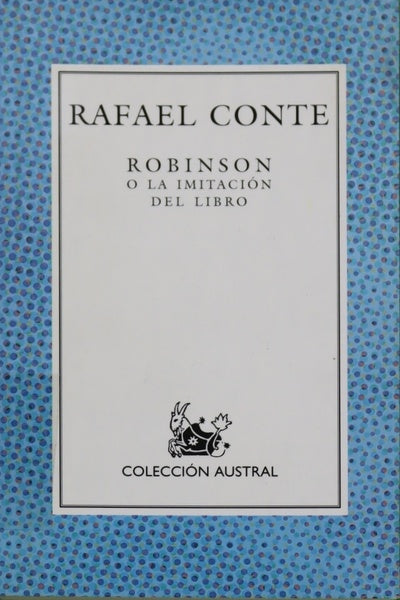 RAFAEL CONTE
ROBINSON
O LA IMITACIÓN
DEL LIBRO
COLECCIÓN AUSTRAL